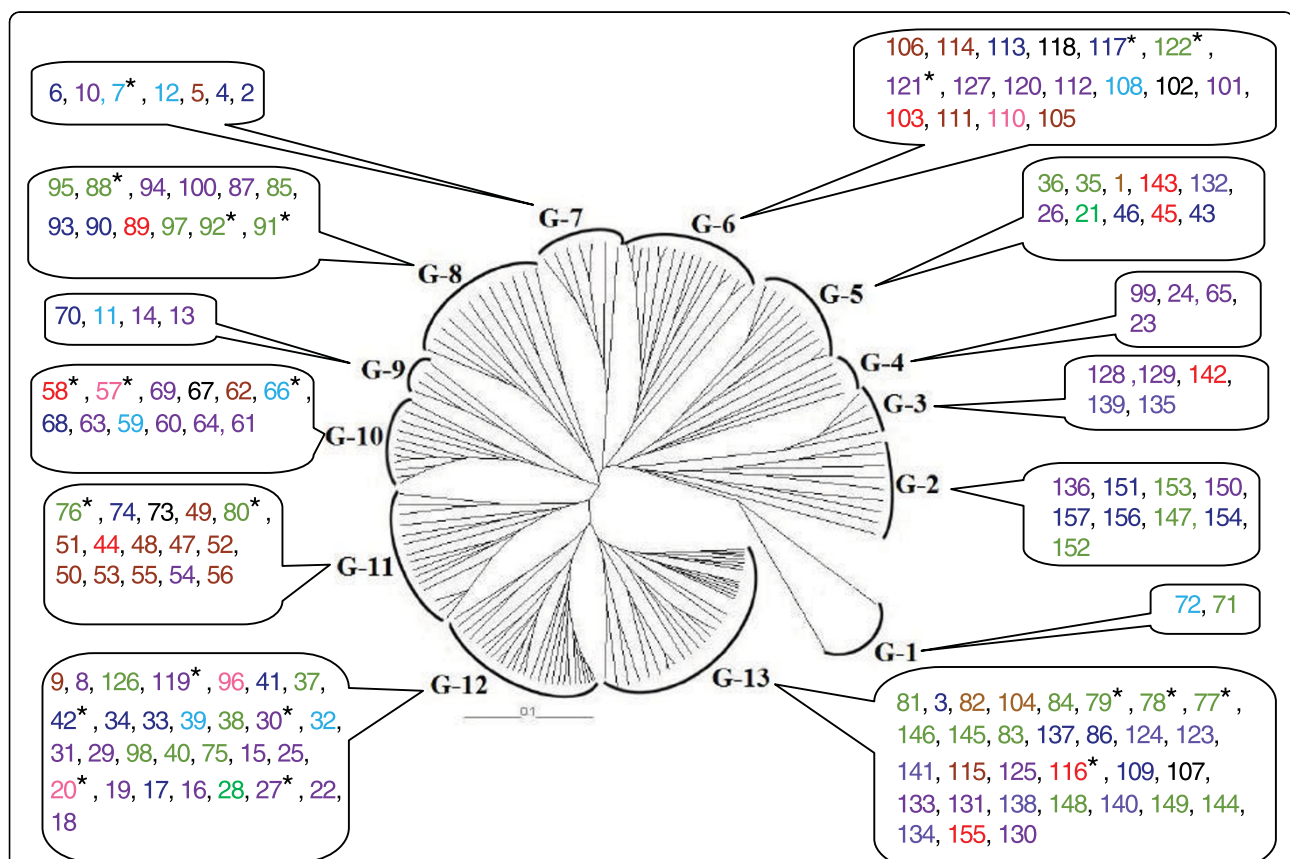 6, 10, 7* , 12, 5, 4, 2
106, 114, 113, 118, 117* , 122* ,
121* , 127, 120, 112, 108, 102, 101,
103, 111, 110, 105
95, 88* , 94, 100, 87, 85,
93, 90, 89, 97, 92* , 91*
36, 35, 1, 143, 132,
26, 21, 46, 45, 43
G-7
G-6
G-8
G-5
70, 11, 14, 13
99, 24, 65,
23
G-9
G-4
58* , 57* , 69, 67, 62, 66* ,
68, 63, 59, 60, 64, 61
128 ,129, 142,
139, 135
G-3
G-10
G-2
136, 151, 153, 150,
157, 156, 147, 154,
152
76* , 74, 73, 49, 80* ,
51, 44, 48, 47, 52,
50, 53, 55, 54, 56
G-11
72, 71
G-1
9, 8, 126, 119* , 96, 41, 37,
42* , 34, 33, 39, 38, 30* , 32,
31, 29, 98, 40, 75, 15, 25,
20* , 19, 17, 16, 28, 27* , 22,
18
G-12
G-13
0.1
81, 3, 82, 104, 84, 79* , 78* , 77* ,
146, 145, 83, 137, 86, 124, 123,
141, 115, 125, 116* , 109, 107,
133, 131, 138, 148, 140, 149, 144,
134, 155, 130